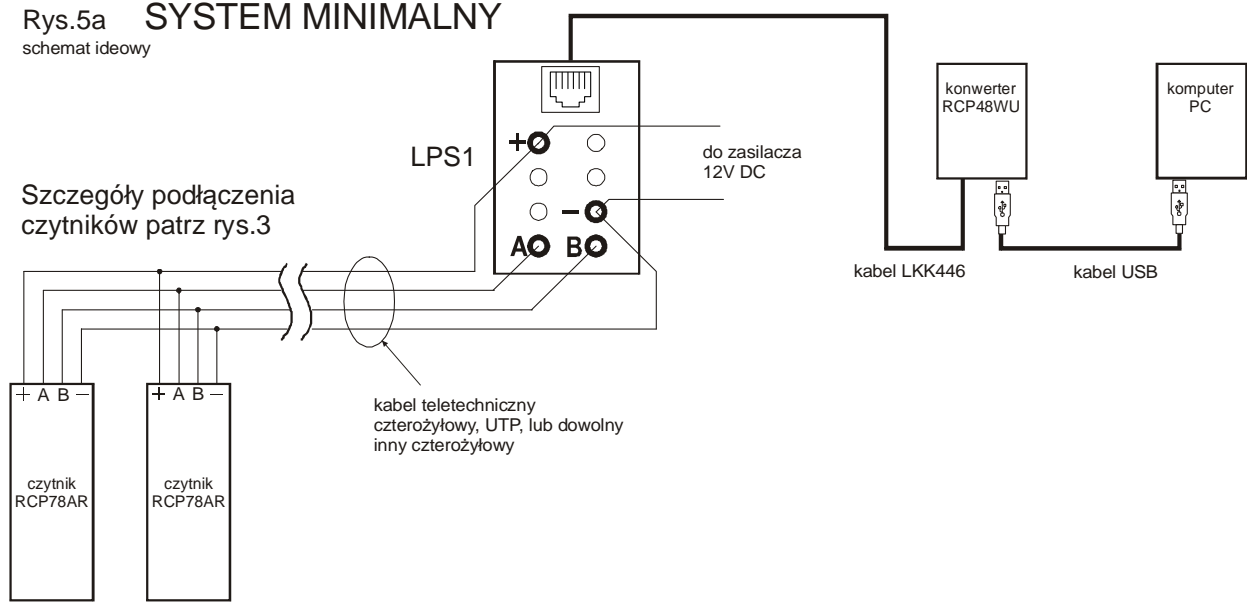 Rys.5a SYSTEM MINIMALNY
schemat ideowy
konwerter
RCP48WU
komputer
PC
LPS1
+
do zasilacza
12V DC
-
A B
Szczegóły podłączenia
czytników patrz rys.3
kabel LKK446
kabel USB
+ A B -
+ A B -
kabel teletechniczny
czterożyłowy, UTP, lub dowolny
inny czterożyłowy
czytnik
RCP78AR
czytnik
RCP78AR